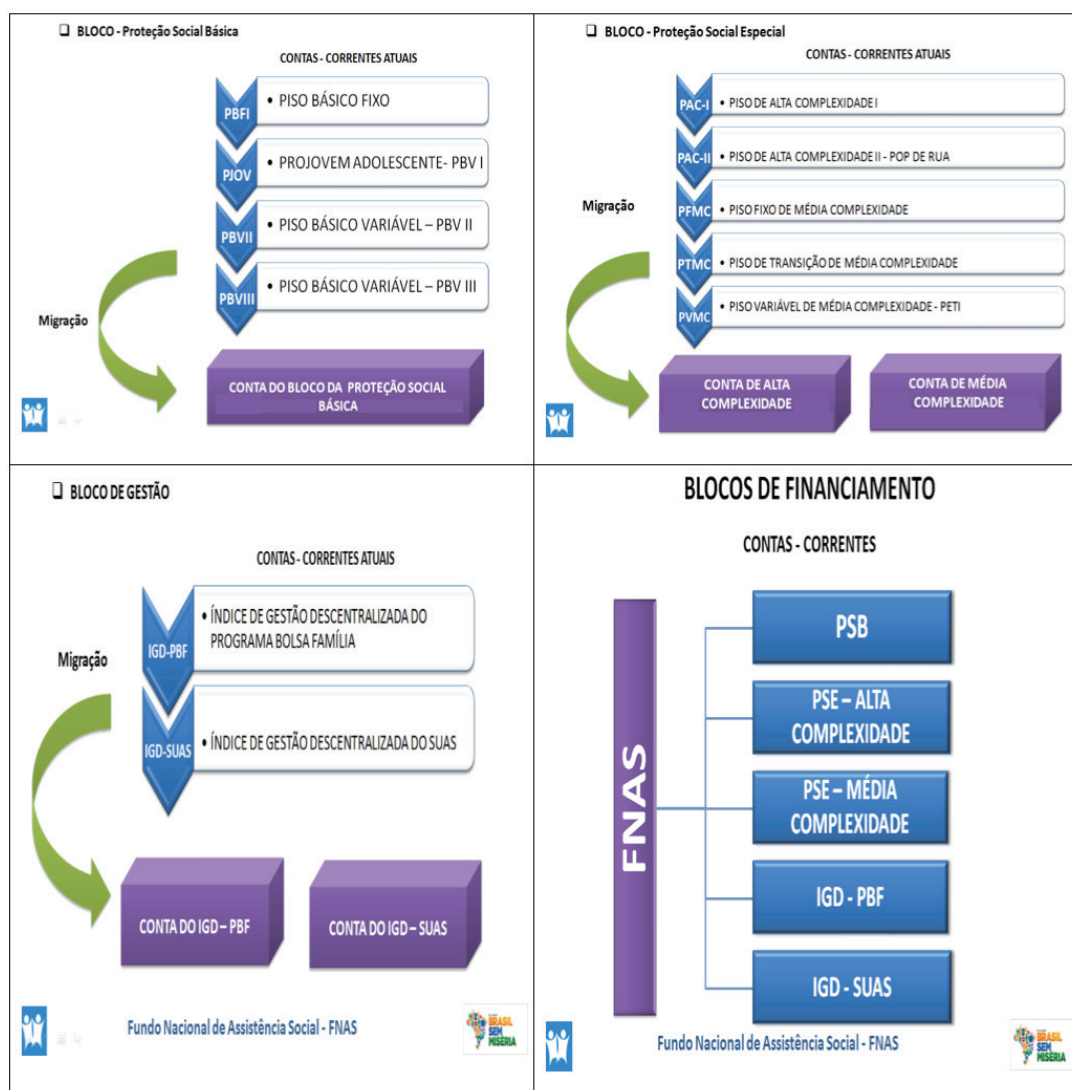 BLOCO - Proteção Social Básica
CONTAS - CORRENTES ATUAIS
PBFI
• PISO BÁSICO FIXO
PJOV
• PROJOVEM ADOLESCENTE- PBV I
PBVII
• PISO BÁSICO VARIÁVEL – PBV II
PBVIII
• PISO BÁSICO VARIÁVEL – PBV III
Migração
CONTA DO BLOCO DA PROTEÇÃO SOCIAL
BÁSICA
BLOCO - Proteção Social Especial
CONTAS - CORRENTES ATUAIS
PAC-I
• PISO DE ALTA COMPLEXIDADE I
PAC-II
• PISO DE ALTA COMPLEXIDADE II - POP DE RUA
Migração
PFMC
• PISO FIXO DE MÉDIA COMPLEXIDADE
PTMC
• PISO DE TRANSIÇÃO DE MÉDIA COMPLEXIDADE
PVMC
• PISO VARIÁVEL DE MÉDIA COMPLEXIDADE - PETI
CONTA DE ALTA
COMPLEXIDADE
CONTA DE MÉDIA
COMPLEXIDADE
BLOCO DE GESTÃO
CONTAS - CORRENTES ATUAIS
Migração
IGD-PBF
• ÍNDICE DE GESTÃO DESCENTRALIZADA DO
PROGRAMA BOLSA FAMÍLIA
IGD-SUAS
• ÍNDICE DE GESTÃO DESCENTRALIZADA DO SUAS
CONTA DO IGD – PBF
CONTA DO IGD – SUAS
Fundo Nacional de Assistência Social - FNAS
BRASIL
SEM
MISÉRIA
BLOCOS DE FINANCIAMENTO
CONTAS - CORRENTES
FNAS
PSB
PSE – ALTA
COMPLEXIDADE
PSE – MÉDIA
COMPLEXIDADE
IGD - PBF
IGD - SUAS
Fundo Nacional de Assistência Social - FNAS
BRASIL
SEM
MISÉRIA